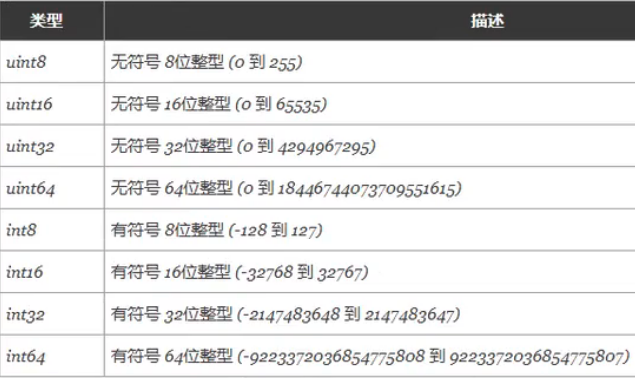 类型 描述
uint8 无符号 8位整型 (0 到 255)
uint16 无符号 16位整型 (0 到 65535)
uint32 无符号 32位整型 (0 到 4294967295)
uint64 无符号 64位整型 (0 到 18446744073709551615)
int8 有符号 8位整型 (-128 到 127)
int16 有符号 16位整型 (-32768 到 32767)
int32 有符号 32位整型 (-2147483648 到 2147483647)
int64 有符号 64位整型 (-9223372036854775808 到 9223372036854775807)